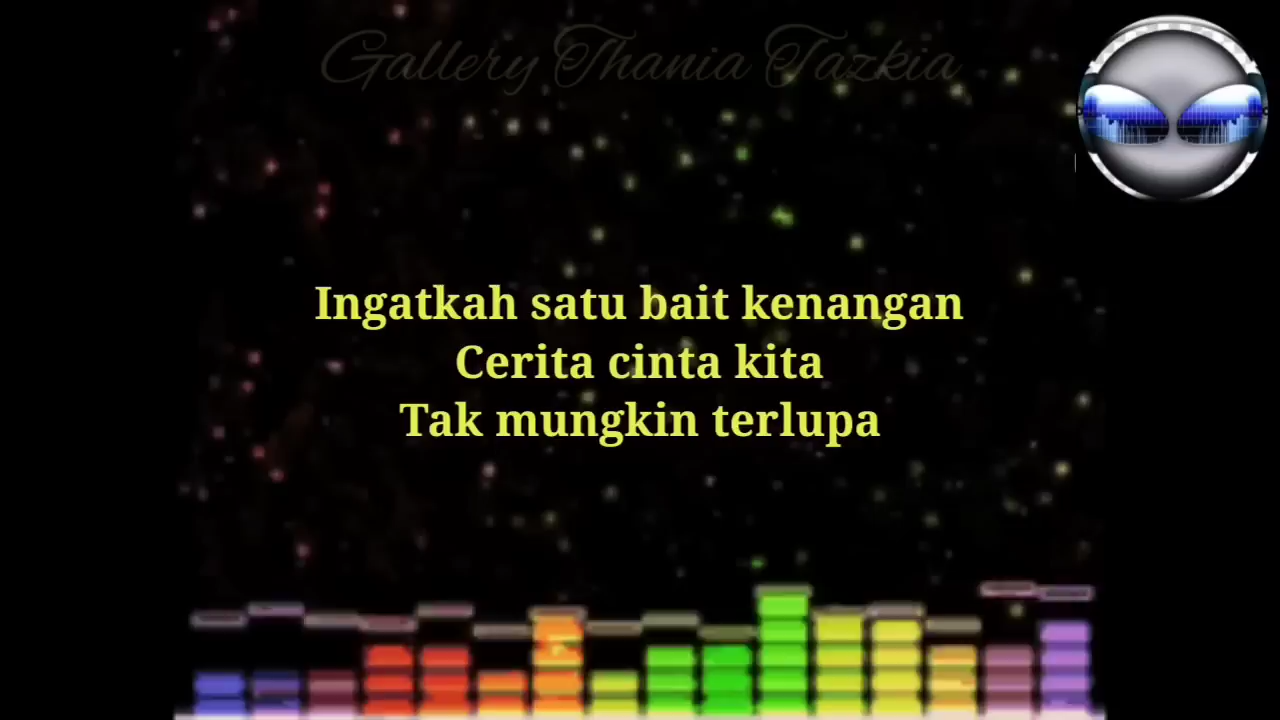 Gallery Thania Tazkia
Ingatkah satu bait kenangan
Cerita cinta kita
Tak mungkin terlupa